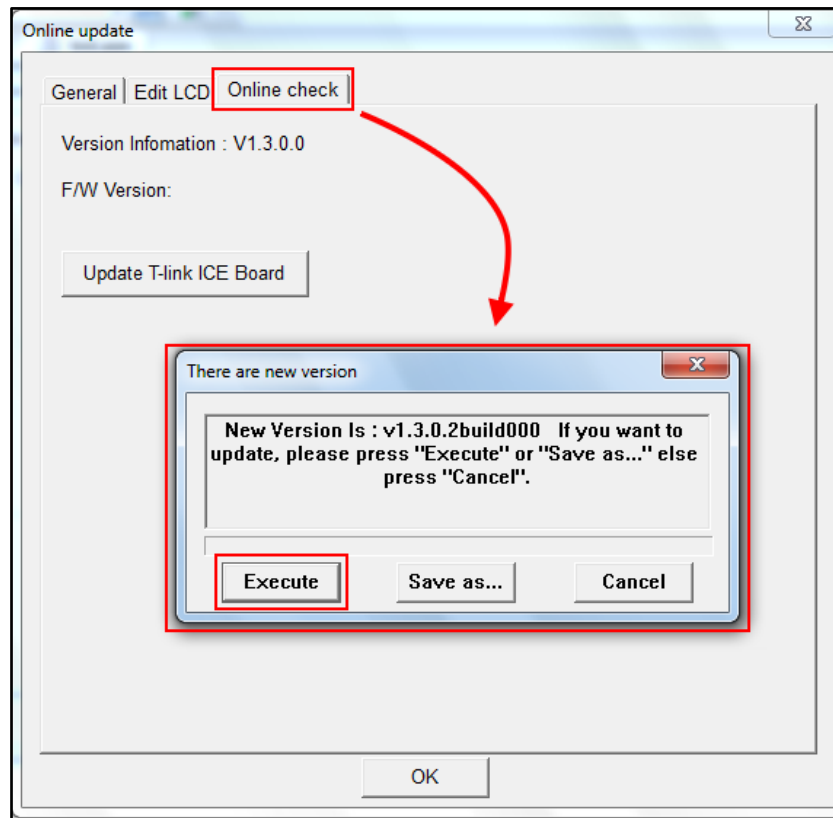 Online update
General Edit LCD Online check
Version Infomation : V1.3.0.0
F/W Version:
Update T-link ICE Board
There are new version
New Version Is : v1.3.0.2build000 If you want to
update, please press "Execute" or "Save as..." else
press "Cancel".
Execute Save as... Cancel
OK